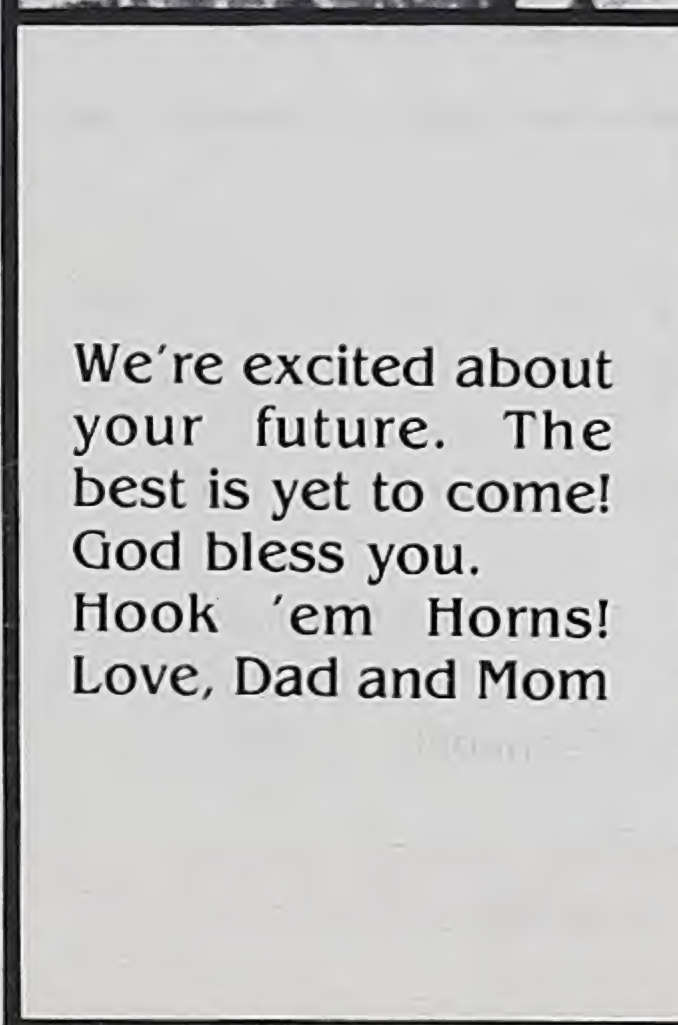 We're excited about
your future. The
best is yet to come!
God bless you.
Hook 'em Horns!
Love, Dad and Mom